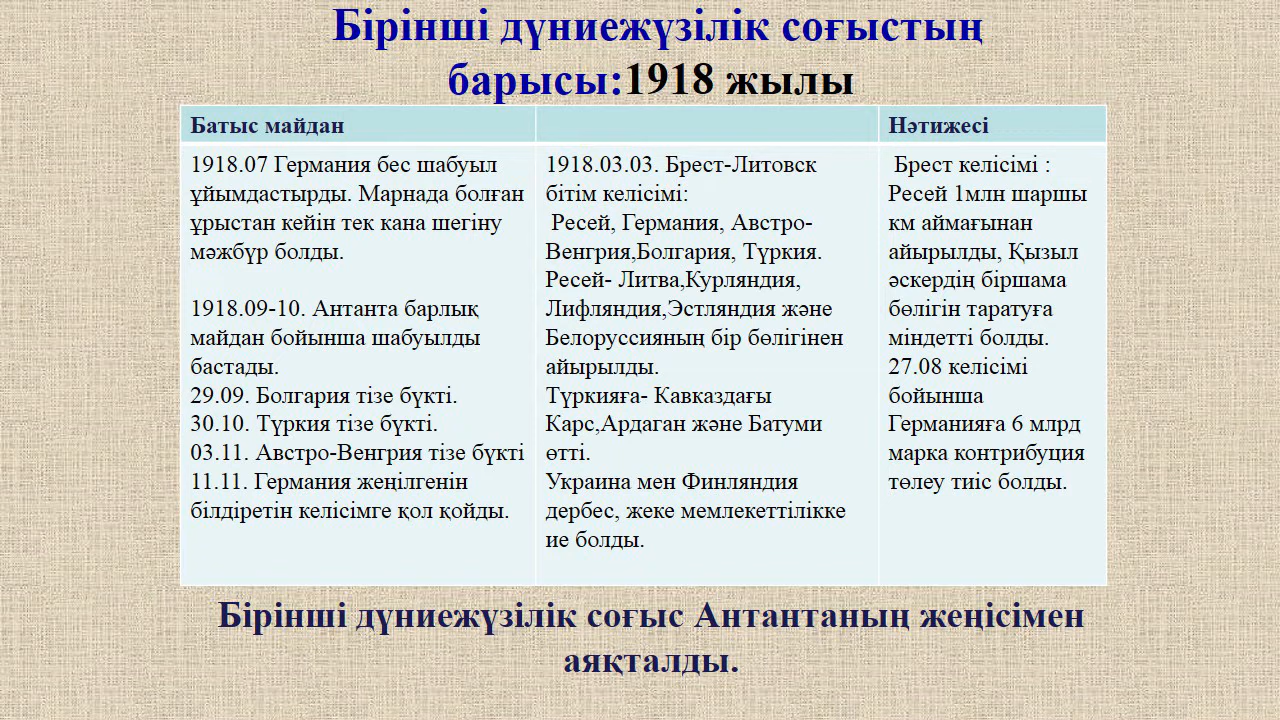 Бірінші дүниежүзілік соғыстың
барысы:1918 жылы
Батыс майдан
Нәтижесі
1918.07 Германия бес шабуыл
ұйымдастырды. Марнада болған
ұрыстан кейін тек кана шегіну
мәжбүр болды.
1918.09-10. Антанта барлық
майдан бойынша шабуылды
бастады.
29.09. Болгария тізе бүкті.
30.10. Түркия тізе бүкті.
03.11. Австро-Венгрия тізе бүкті
11.11. Германия жеңілгенін
білдіретін келісімге қол қойды.
1918.03.03. Брест-Литовск
бітім келісімі:
Ресей, Германия, Австро-
Венгрия,Болгария, Түркия.
Ресей- Литва,Курляндия,
Лифляндия,Эстляндия және
Белоруссияның бір бөлігінен
айырылды.
Түркияға- Кавказдағы
Карс,Ардаган және Батуми
өтті.
Украина мен Финляндия
дербес, жеке мемлекеттілікке
ие болды.
Брест келісімі :
Ресей 1млн шаршы
км аймағынан
айырылды, Қызыл
әскердің біршама
бөлігін таратуға
міндетті болды.
27.08 келісімі
бойынша
Германияға 6 млрд
марка контрибуция
төлеу тиіс болды.
Бірінші дүниежүзілік соғыс Антантаның жеңісімен
аяқталды.